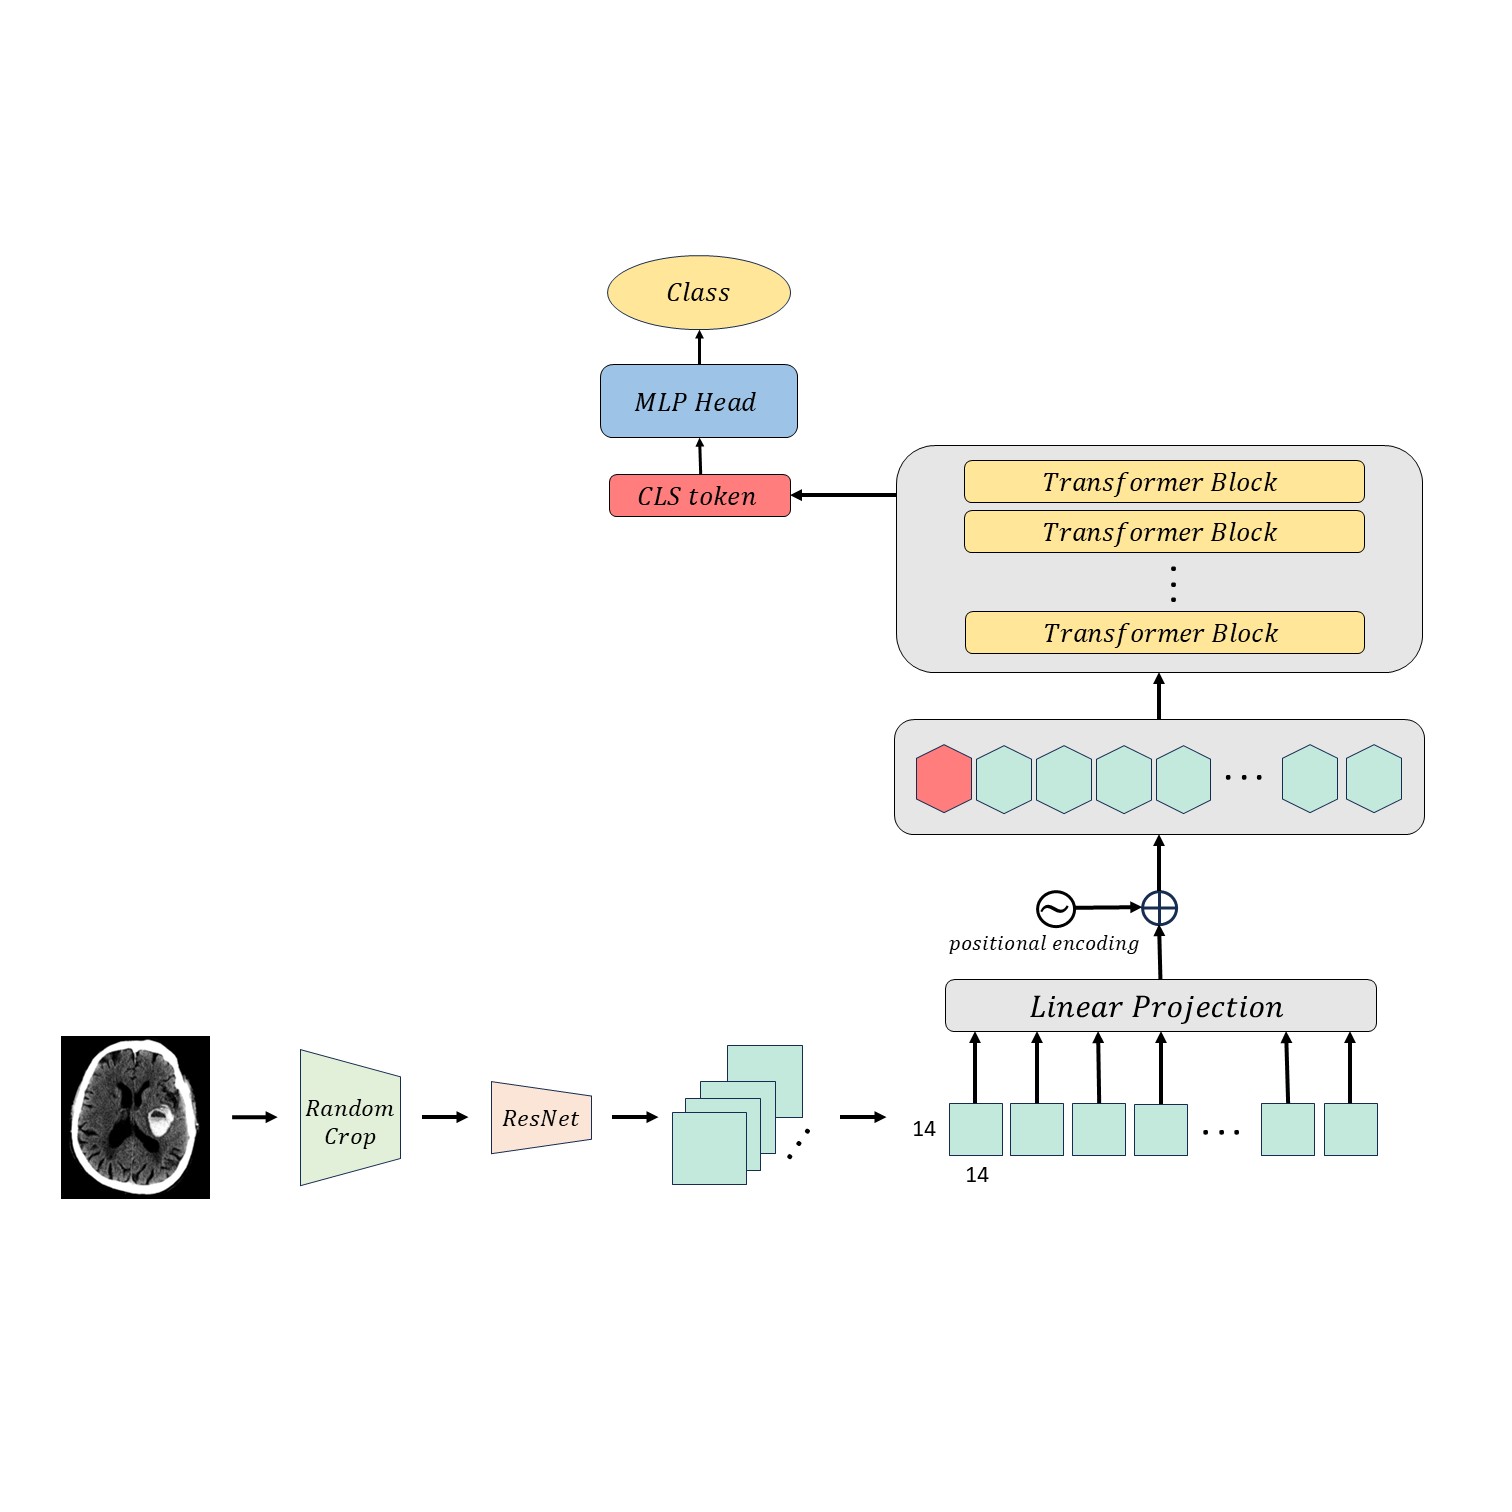 Class
MLP Head
CLS token
Transformer Block
Transformer Block
Transformer Block
positional encoding
Linear Projection
Random
Crop
ResNet
14
14